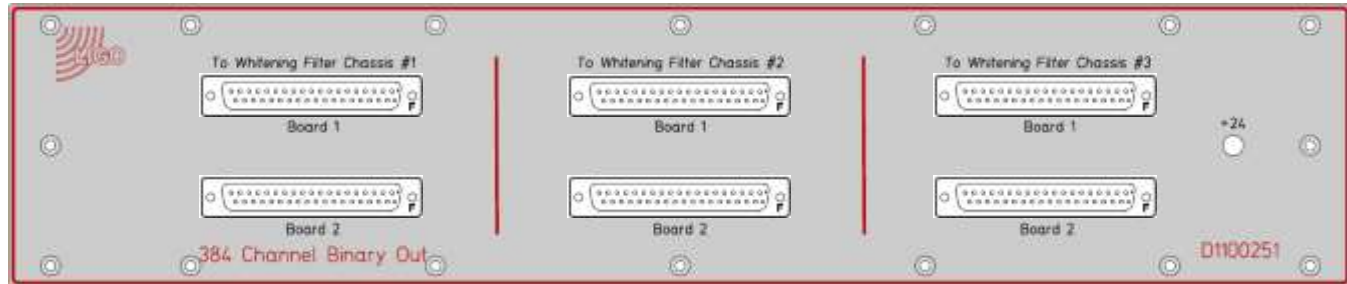 LIGO
To Whitening Filter Chassis #1
To Whitening Filter Chassis #2
To Whitening Filter Chassis #3
F
F
F
Board 1
Board 1
Board 1
+24
F
F
F
Board 2
Board 2
Board 2
384 Channel Binary Out
D1100251